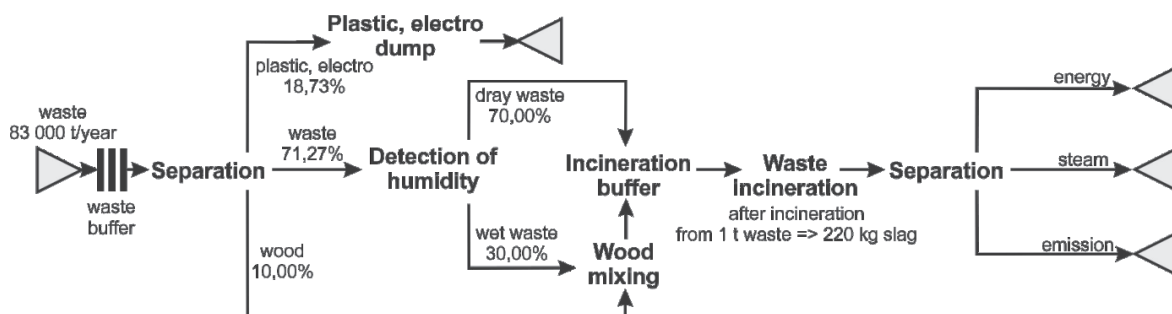 Plastic, electro
dump
plastic, electro
18,73%
waste
83 000 t/year
waste
buffer
Separation
waste
71,27%
wood
10,00%
Detection of
humidity
dray waste
70,00%
wet waste
30,00%
Incineration
buffer
Wood
mixing
Waste
incineration
after incineration
from 1 t waste => 220 kg slag
Separation
energy
steam
emission